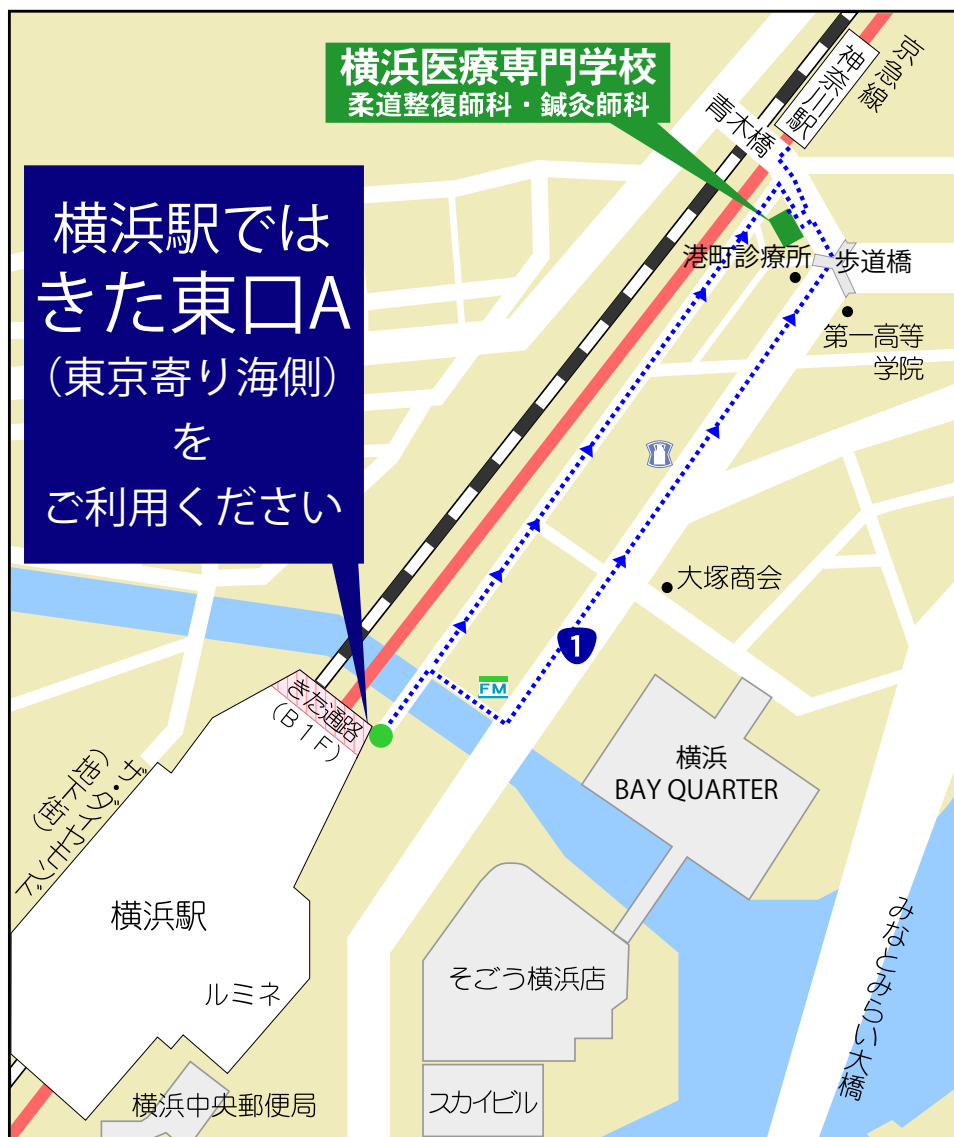 横浜医療専門学校
柔道整復師科・鍼灸師科
京急線
神奈川駅
青木橋
横浜駅では
きた東口A
（東京寄り海側）
を
ご利用ください
港町診療所
歩道橋
第一高等
学院
大塚商会
1
FM
きた通路
（B1F）
横浜
BAY QUARTER
ザ・ダイヤモンド
（地下街）
横浜駅
ルミネ
そごう横浜店
みなとみらい大橋
スカイビル
横浜中央郵便局